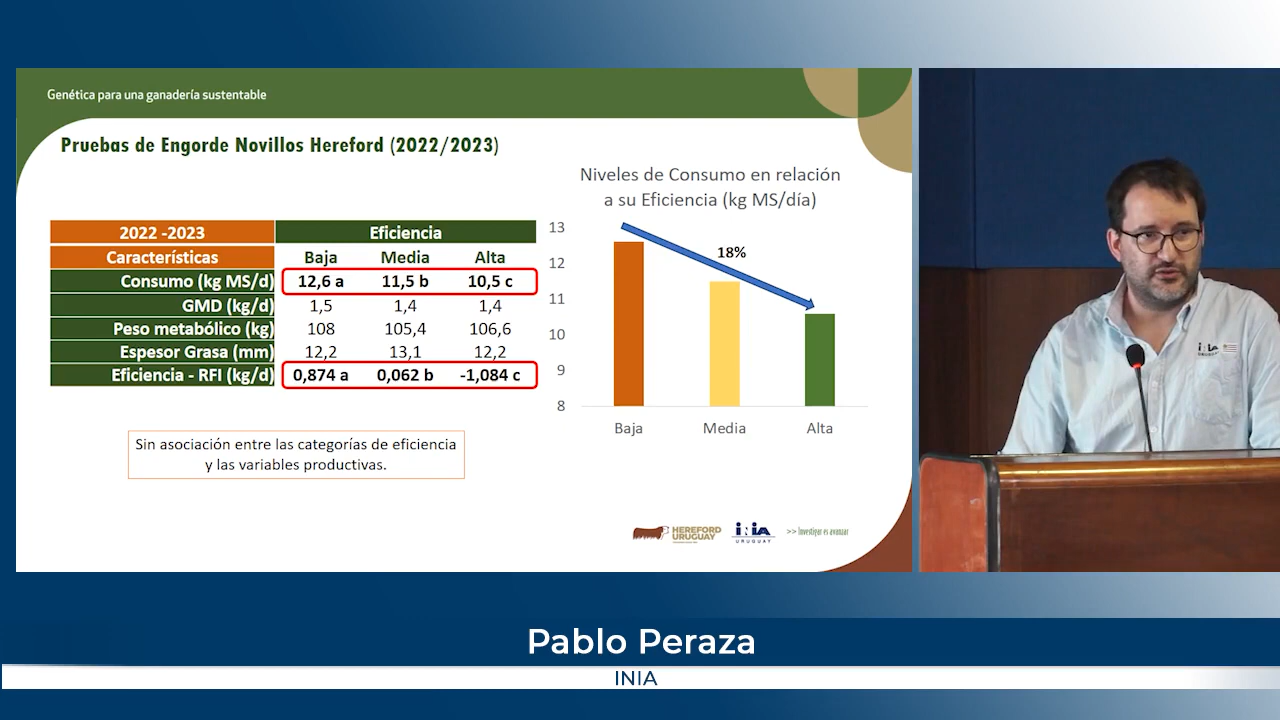 Genética para una ganadería sustentable
Pruebas de Engorde Novillos Hereford (2022/2023)
2022 -2023 Eficiencia
Características Baja Media Alta
Consumo (kg MS/d) 12,6 a 11,5 b 10,5 c
GMD (kg/d) 1,5 1,4 1,4
Peso metabólico (kg) 108 105,4 106,6
Espesor Grasa (mm) 12,2 13,1 12,2
Eficiencia - RFI (kg/d) 0,874 a 0,062 b -1,084 c
Sin asociación entre las categorías de eficiencia
y las variables productivas.
Niveles de Consumo en relación
a su Eficiencia (kg MS/día)
13
12
11
10
9
8
18%
Baja Media Alta
HEREFORD
URUGUAY
INIA
URUGUAY
>> Investigar es avanzar
INIA
URUGUAY
Pablo Peraza
INIA